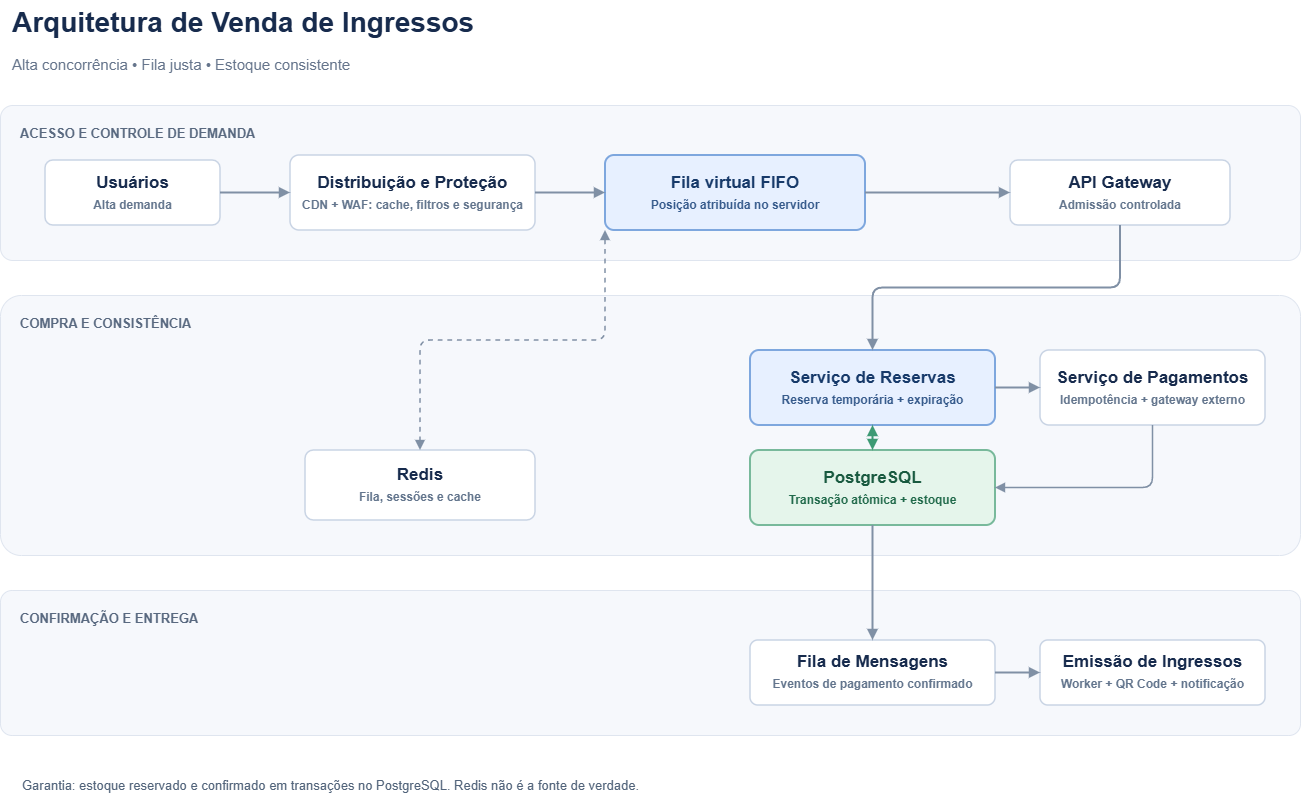 Arquitetura de Venda de Ingressos
Alta concorrência • Fila justa • Estoque consistente
ACESSO E CONTROLE DE DEMANDA
Usuários
Alta demanda
Distribuição e Proteção
CDN + WAF: cache, filtros e segurança
Fila virtual FIFO
Posição atribuída no servidor
API Gateway
Admissão controlada
COMPRA E CONSISTÊNCIA
Serviço de Reservas
Reserva temporária + expiração
Serviço de Pagamentos
Idempotência + gateway externo
Redis
Fila, sessões e cache
PostgreSQL
Transação atômica + estoque
CONFIRMAÇÃO E ENTREGA
Fila de Mensagens
Eventos de pagamento confirmado
Emissão de Ingressos
Worker + QR Code + notificação
Garantia: estoque reservado e confirmado em transações no PostgreSQL. Redis não é a fonte de verdade.